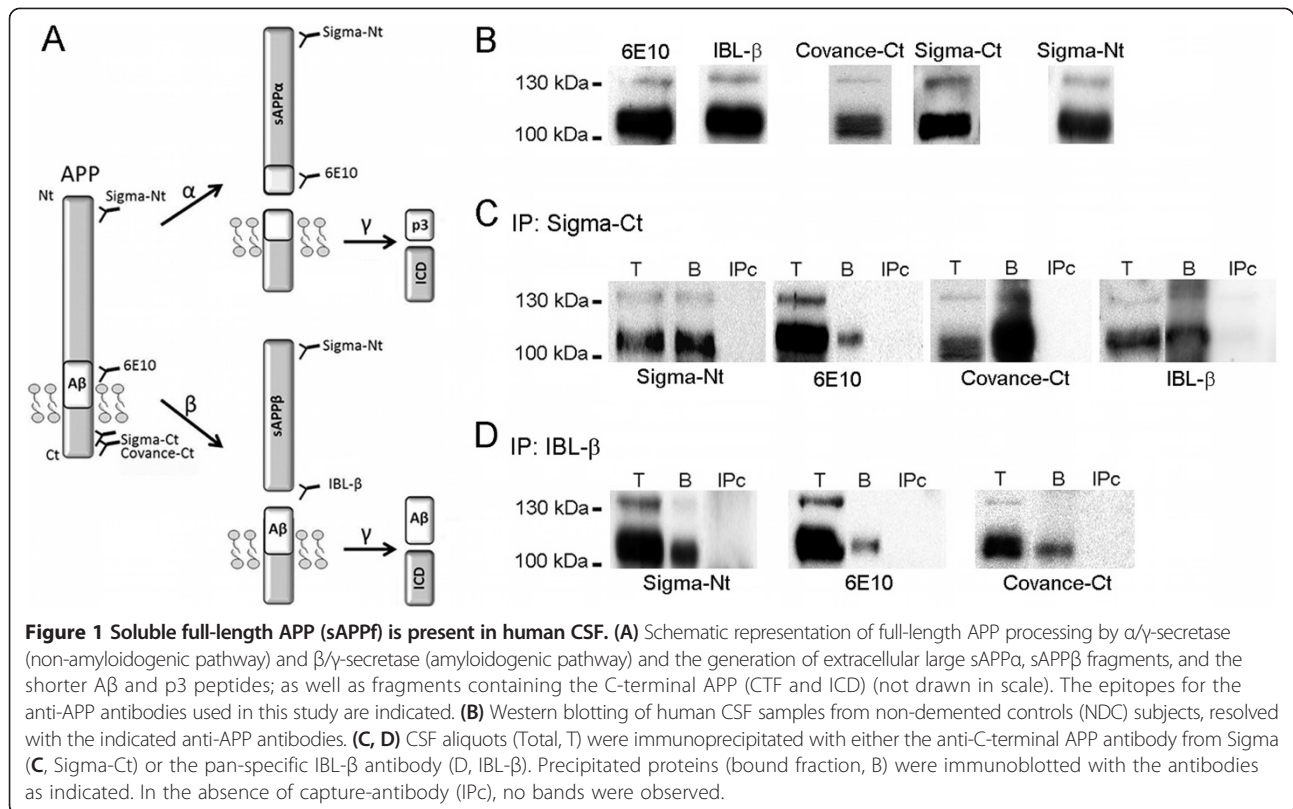 A
Sigma-Nt
sAPPα
6E10
APP
Nt
Sigma-Nt
α
γ
p3
ICD
Aβ
6E10
β
Sigma-Ct
Covance-Ct
Ct
Sigma-Nt
sAPPβ
IBL-β
Aβ
γ
Aβ
ICD
B
6E10 IBL-β Covance-Ct Sigma-Ct Sigma-Nt
130 kDa
100 kDa
C IP: Sigma-Ct
T B IPc T B IPc T B IPc T B IPc
130 kDa
100 kDa
Sigma-Nt 6E10 Covance-Ct IBL-β
D IP: IBL-β
T B IPc T B IPc T B IPc
130 kDa
100 kDa
Sigma-Nt 6E10 Covance-Ct
Figure 1 Soluble full-length APP (sAPPf) is present in human CSF. (A) Schematic representation of full-length APP processing by α/γ-secretase
(non-amyloidogenic pathway) and β/γ-secretase (amyloidogenic pathway) and the generation of extracellular large sAPPα, sAPPβ fragments, and the
shorter Aβ and p3 peptides; as well as fragments containing the C-terminal APP (CTF and ICD) (not drawn in scale). The epitopes for the
anti-APP antibodies used in this study are indicated. (B) Western blotting of human CSF samples from non-demented controls (NDC) subjects, resolved
with the indicated anti-APP antibodies. (C, D) CSF aliquots (Total, T) were immunoprecipitated with either the anti-C-terminal APP antibody from Sigma
(C, Sigma-Ct) or the pan-specific IBL-β antibody (D, IBL-β). Precipitated proteins (bound fraction, B) were immunoblotted with the antibodies
as indicated. In the absence of capture-antibody (IPc), no bands were observed.